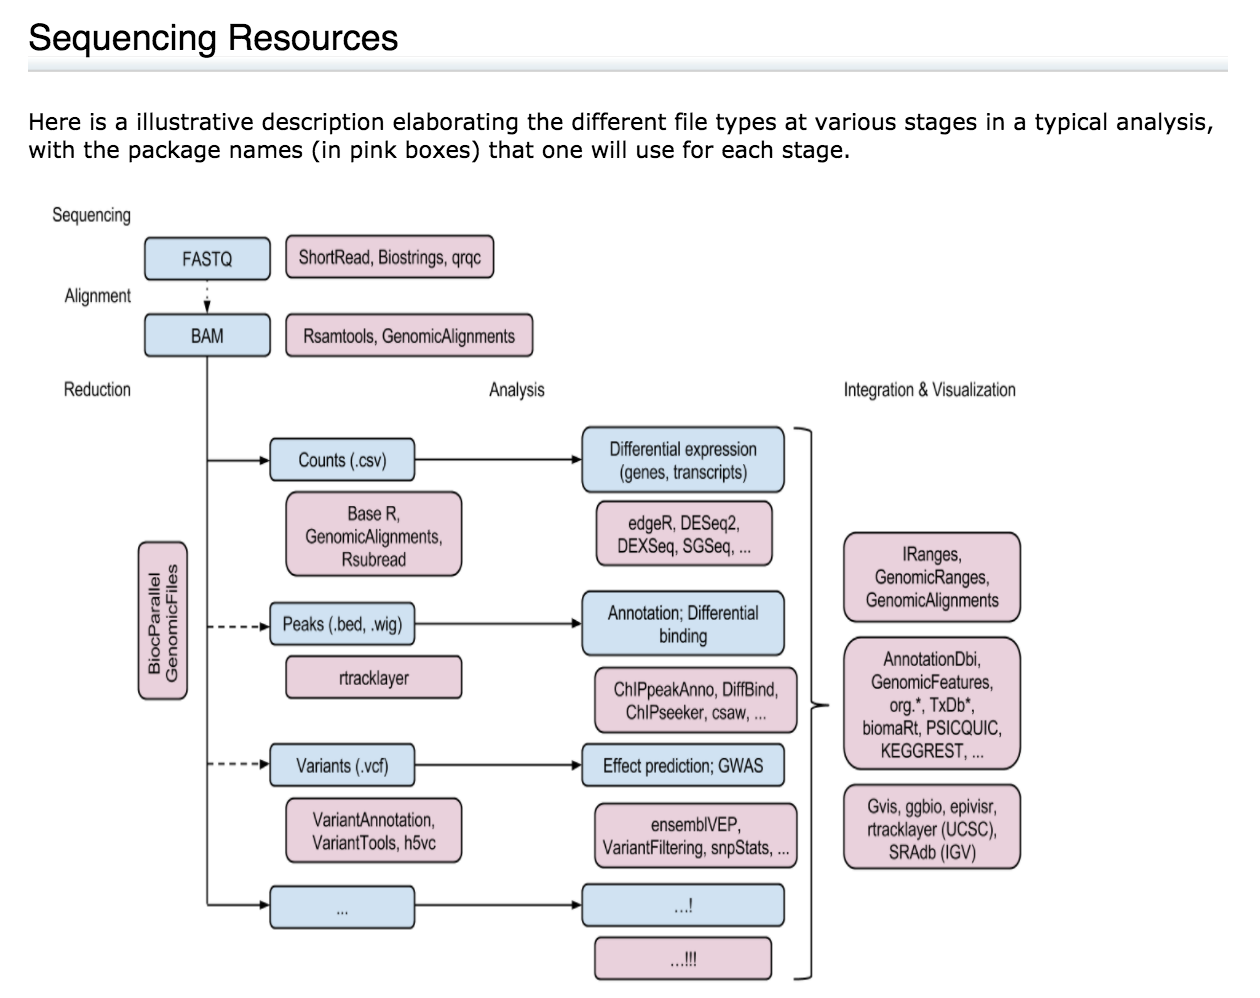 Sequencing Resources
Here is a illustrative description elaborating the different file types at various stages in a typical analysis,
with the package names (in pink boxes) that one will use for each stage.
Sequencing
FASTQ
ShortRead, Biostrings, qrqc
Alignment
BAM
Rsamtools, GenomicAlignments
Reduction
Analysis
Integration & Visualization
BiocParallel
GenomicFiles
Counts (.csv)
Base R,
GenomicAlignments,
Rsubread
Differential expression
(genes, transcripts)
edgeR, DESeq2,
DEXSeq, SGSeq, ...
Peaks (.bed, .wig)
rtracklayer
Annotation; Differential
binding
ChIPpeakAnno, DiffBind,
ChIPseeker, csaw, ...
Variants (.vcf)
VariantAnnotation,
VariantTools, h5vc
Effect prediction; GWAS
ensemblVEP,
VariantFiltering, snpStats, ...
...
...!
...!!!
IRanges,
GenomicRanges,
GenomicAlignments
AnnotationDbi,
GenomicFeatures,
org.*, TxDb*,
biomaRt, PSICQUIC,
KEGGREST, ...
Gvis, ggbio, epivisr,
rtracklayer (UCSC),
SRAdb (IGV)